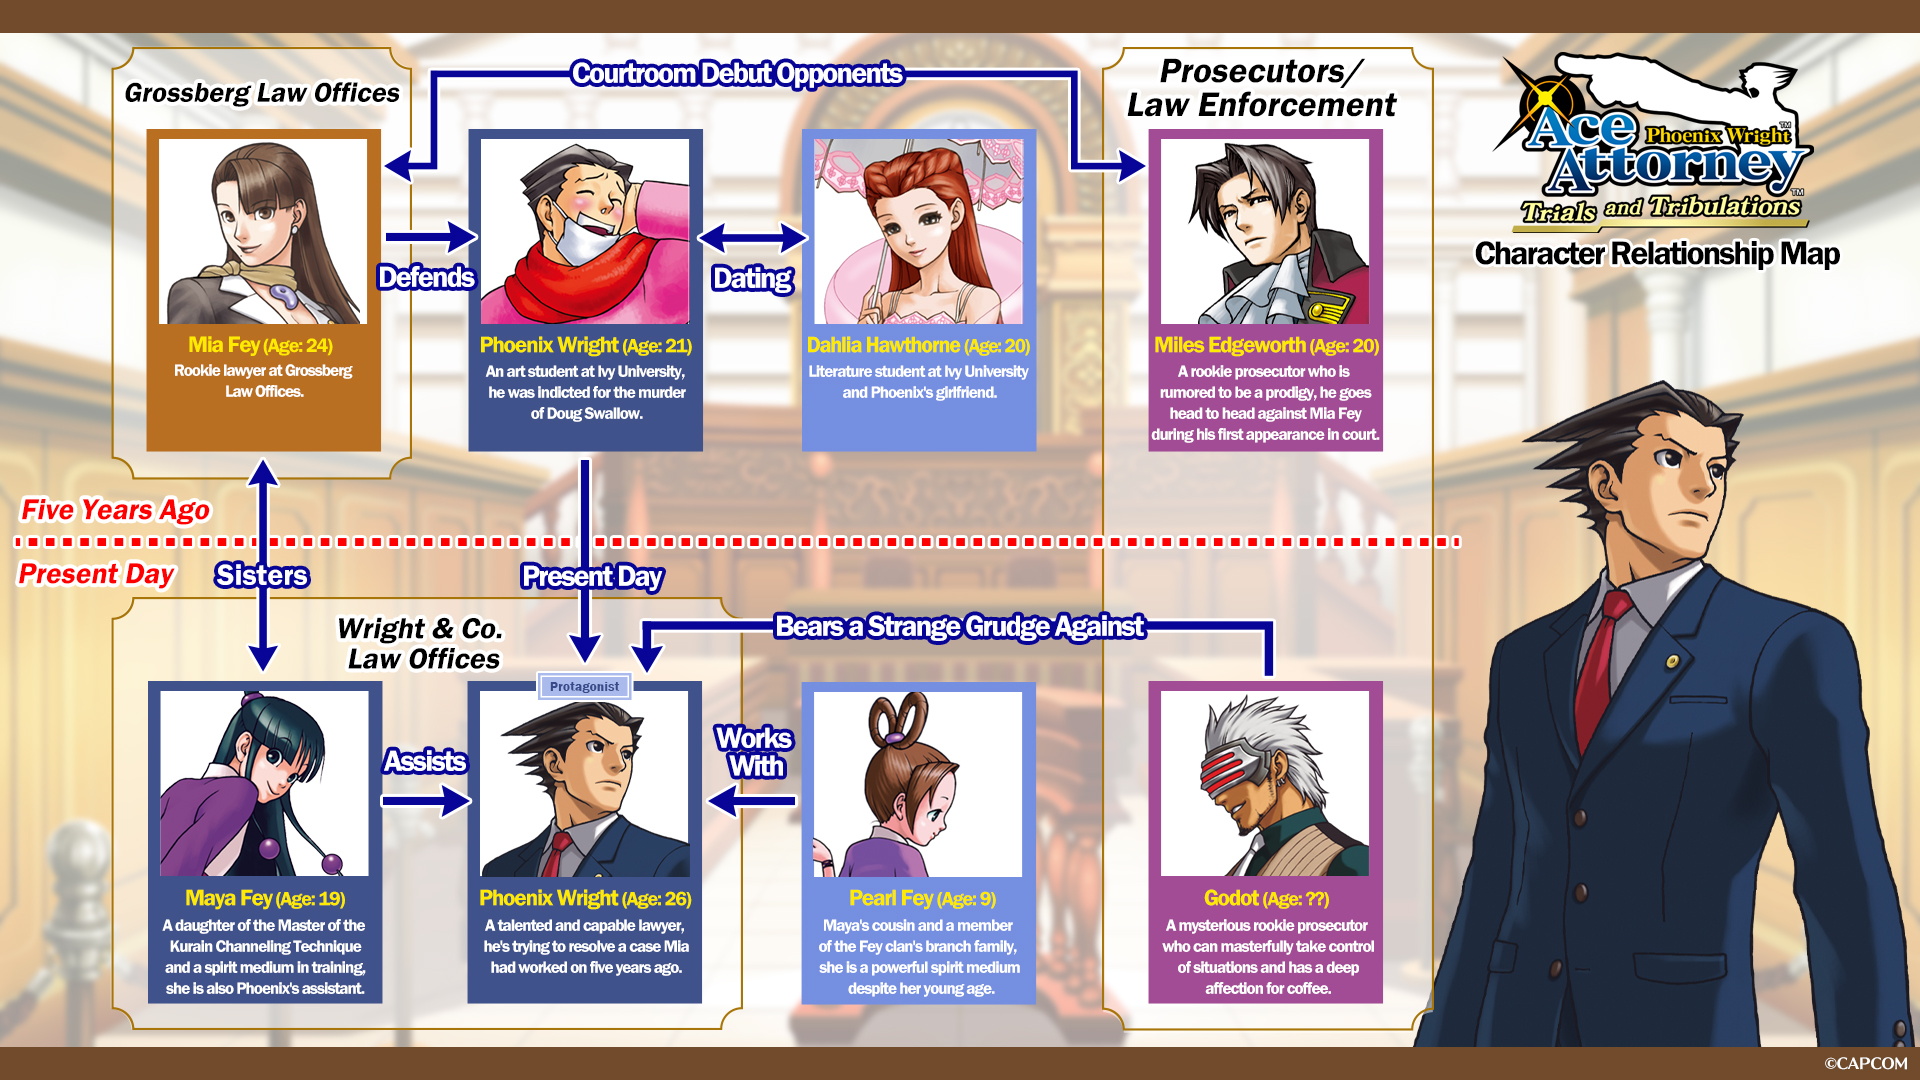 Grossberg Law Offices
Courtroom Debut Opponents
Prosecutors/
Law Enforcement
Ace
Phoenix Wright™
Attorney™
Trials and Tribulations
Character Relationship Map
Defends
Dating
Mia Fey (Age: 24)
Rookie lawyer at Grossberg
Law Offices.
Phoenix Wright (Age: 21)
An art student at Ivy University,
he was indicted for the murder
of Doug Swallow.
Dahlia Hawthorne (Age: 20)
Literature student at Ivy University
and Phoenix's girlfriend.
Miles Edgeworth (Age: 20)
A rookie prosecutor who is
rumored to be a prodigy, he goes
head to head against Mia Fey
during his first appearance in court.
Five Years Ago
Present Day
Sisters
Present Day
Wright & Co.
Law Offices
Bears a Strange Grudge Against
Protagonist
Assists
Works
With
Maya Fey (Age: 19)
A daughter of the Master of the
Kurain Channeling Technique
and a spirit medium in training,
she is also Phoenix's assistant.
Phoenix Wright (Age: 26)
A talented and capable lawyer,
he's trying to resolve a case Mia
had worked on five years ago.
Pearl Fey (Age: 9)
Maya's cousin and a member
of the Fey clan's branch family,
she is a powerful spirit medium
despite her young age.
Godot (Age: ??)
A mysterious rookie prosecutor
who can masterfully take control
of situations and has a deep
affection for coffee.
©CAPCOM